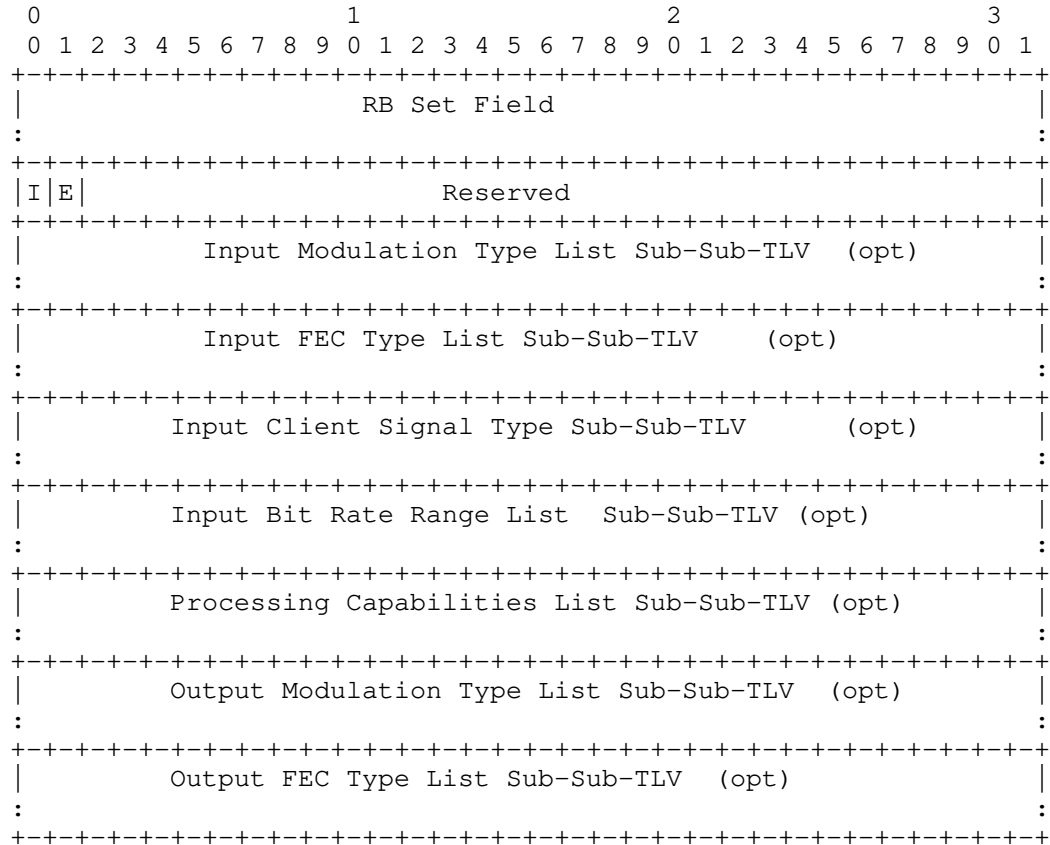 0                   1                   2                   3
 0 1 2 3 4 5 6 7 8 9 0 1 2 3 4 5 6 7 8 9 0 1 2 3 4 5 6 7 8 9 0 1
+-+-+-+-+-+-+-+-+-+-+-+-+-+-+-+-+-+-+-+-+-+-+-+-+-+-+-+-+-+-+-+-+
|                     RB Set Field                              |
:                                                               :
+-+-+-+-+-+-+-+-+-+-+-+-+-+-+-+-+-+-+-+-+-+-+-+-+-+-+-+-+-+-+-+-+
|I|E|                      Reserved                             |
+-+-+-+-+-+-+-+-+-+-+-+-+-+-+-+-+-+-+-+-+-+-+-+-+-+-+-+-+-+-+-+-+
|           Input Modulation Type List Sub-Sub-TLV  (opt)       |
:                                                               :
+-+-+-+-+-+-+-+-+-+-+-+-+-+-+-+-+-+-+-+-+-+-+-+-+-+-+-+-+-+-+-+-+
|           Input FEC Type List Sub-Sub-TLV    (opt)            |
:                                                               :
+-+-+-+-+-+-+-+-+-+-+-+-+-+-+-+-+-+-+-+-+-+-+-+-+-+-+-+-+-+-+-+-+
|         Input Client Signal Type Sub-Sub-TLV      (opt)       |
:                                                               :
+-+-+-+-+-+-+-+-+-+-+-+-+-+-+-+-+-+-+-+-+-+-+-+-+-+-+-+-+-+-+-+-+
|         Input Bit Rate Range List  Sub-Sub-TLV (opt)          |
:                                                               :
+-+-+-+-+-+-+-+-+-+-+-+-+-+-+-+-+-+-+-+-+-+-+-+-+-+-+-+-+-+-+-+-+
|         Processing Capabilities List Sub-Sub-TLV (opt)        |
:                                                               :
+-+-+-+-+-+-+-+-+-+-+-+-+-+-+-+-+-+-+-+-+-+-+-+-+-+-+-+-+-+-+-+-+
|         Output Modulation Type List Sub-Sub-TLV  (opt)        |
:                                                               :
+-+-+-+-+-+-+-+-+-+-+-+-+-+-+-+-+-+-+-+-+-+-+-+-+-+-+-+-+-+-+-+-+
|         Output FEC Type List Sub-Sub-TLV  (opt)               |
:                                                               :
+-+-+-+-+-+-+-+-+-+-+-+-+-+-+-+-+-+-+-+-+-+-+-+-+-+-+-+-+-+-+-+-+